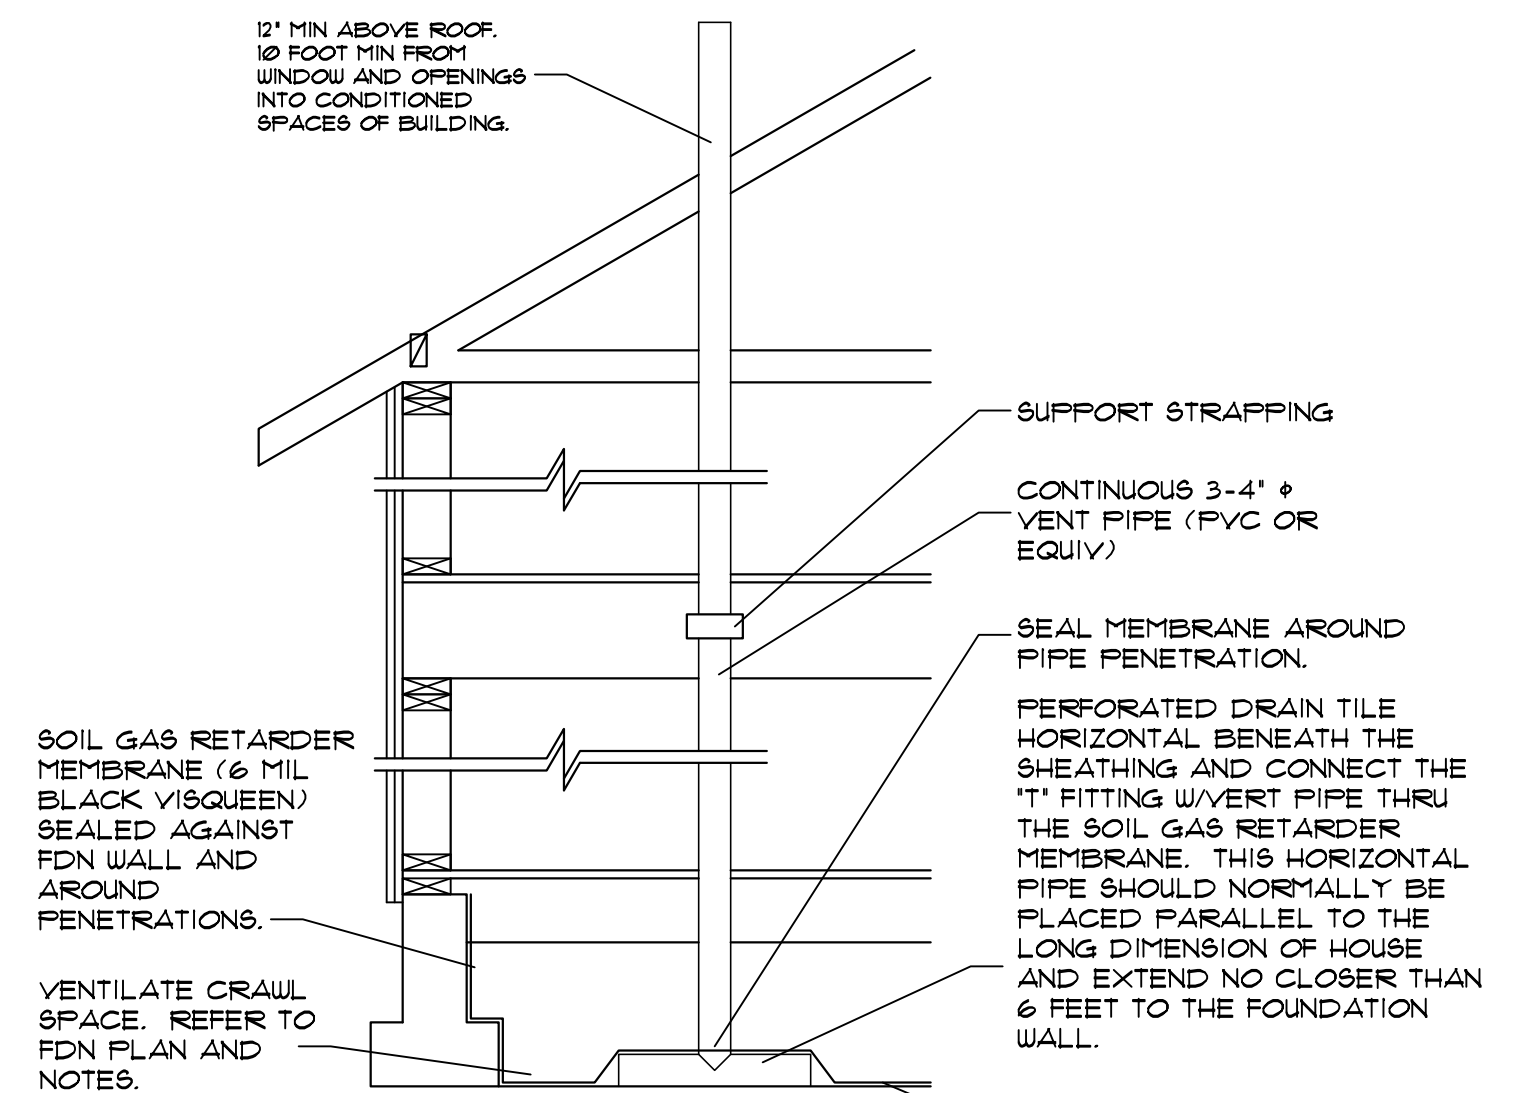 12" MIN ABOVE ROOF.
10 FOOT MIN FROM
WINDOW AND OPENINGS
INTO CONDITIONED
SPACES OF BUILDING.
SUPPORT STRAPPING
CONTINUOUS 3-4" ϕ
VENT PIPE (PVC OR
EQUIV)
SEAL MEMBRANE AROUND
PIPE PENETRATION.
PERFORATED DRAIN TILE
HORIZONTAL BENEATH THE
SHEATHING AND CONNECT THE
"T" FITTING W/VERT PIPE THRU
THE SOIL GAS RETARDER
MEMBRANE. THIS HORIZONTAL
PIPE SHOULD NORMALLY BE
PLACED PARALLEL TO THE
LONG DIMENSION OF HOUSE
AND EXTEND NO CLOSER THAN
6 FEET TO THE FOUNDATION
WALL.
SOIL GAS RETARDER
MEMBRANE (6 MIL
BLACK VISQUEEN)
SEALED AGAINST
FDN WALL AND
AROUND
PENETRATIONS.
VENTILATE CRAWL
SPACE. REFER TO
FDN PLAN AND
NOTES.